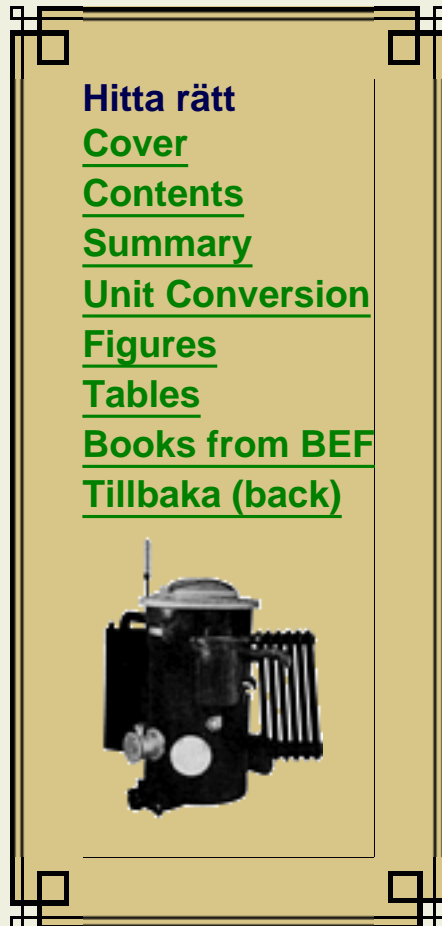 Hitta rätt
Cover
Contents
Summary
Unit Conversion
Figures
Tables
Books from BEF
Tillbaka (back)